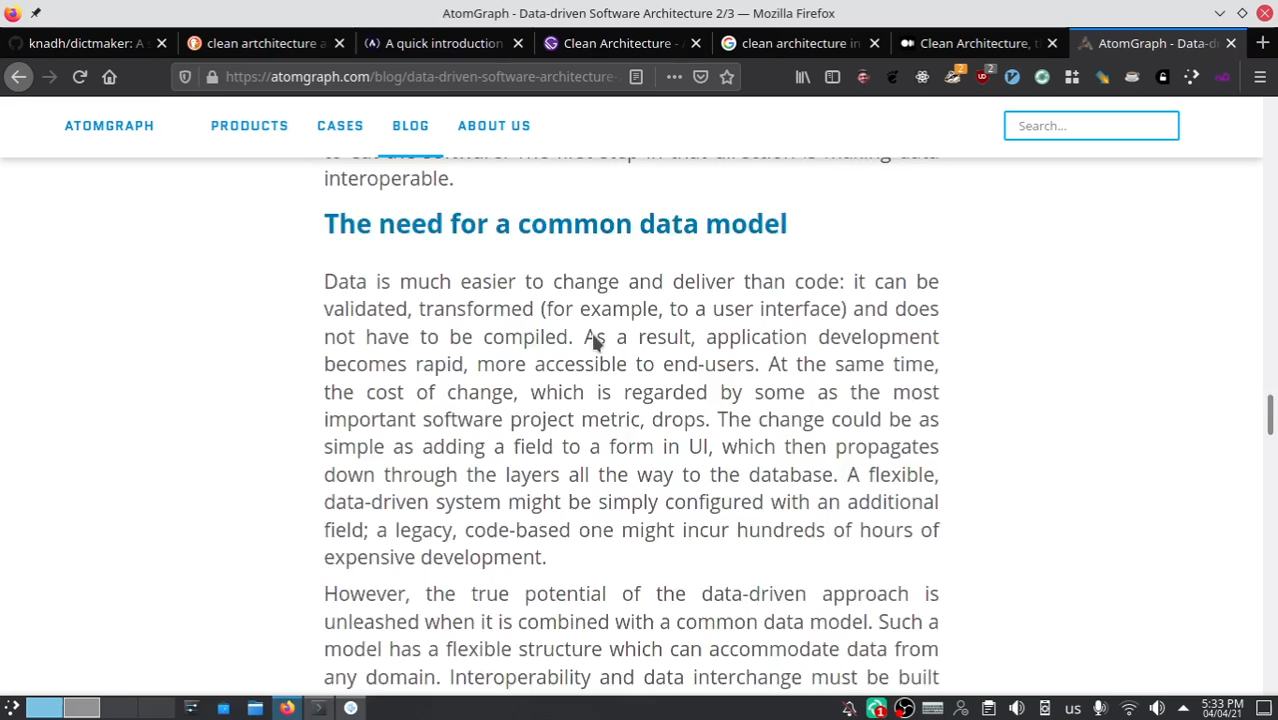 AtomGraph - Data-driven Software Architecture 2/3 — Mozilla Firefox
knadh/dictmaker: A s
clean artchitecture a
A quick introduction
Clean Architecture - A
clean architecture in
Clean Architecture, th
AtomGraph - Data-d
https://atomgraph.com/blog/data-driven-software-architecture-
2
2
ATOMGRAPH PRODUCTS CASES BLOG ABOUT US
Search...
interoperable.
The need for a common data model
Data is much easier to change and deliver than code: it can be
validated, transformed (for example, to a user interface) and does
not have to be compiled. As a result, application development
becomes rapid, more accessible to end-users. At the same time,
the cost of change, which is regarded by some as the most
important software project metric, drops. The change could be as
simple as adding a field to a form in UI, which then propagates
down through the layers all the way to the database. A flexible,
data-driven system might be simply configured with an additional
field; a legacy, code-based one might incur hundreds of hours of
expensive development.
However, the true potential of the data-driven approach is
unleashed when it is combined with a common data model. Such a
model has a flexible structure which can accommodate data from
any domain. Interoperability and data interchange must be built
us
5:33 PM
04/04/21